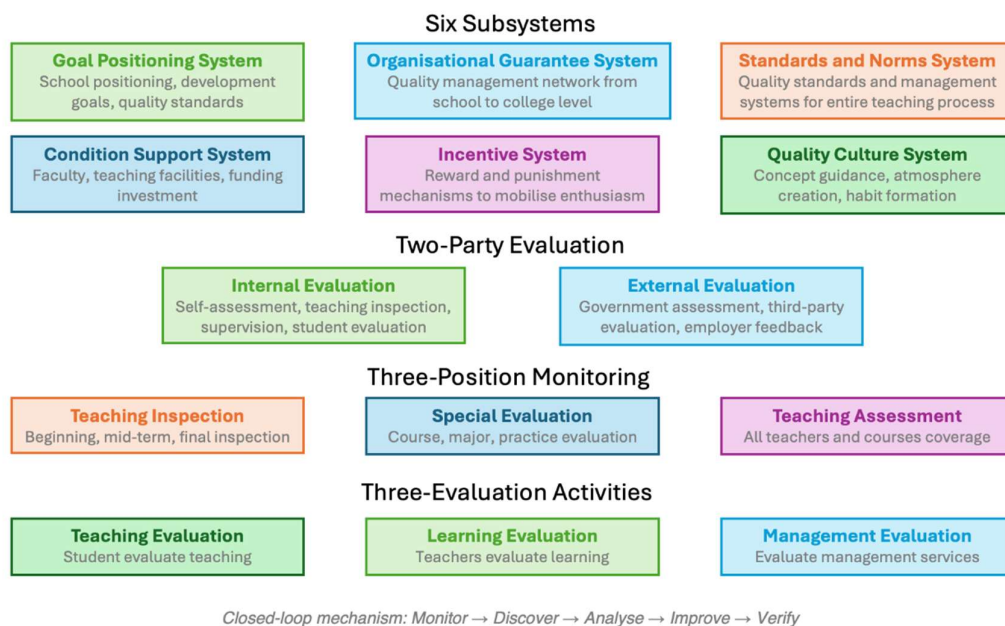 Six Subsystems
Goal Positioning System
School positioning, development
goals, quality standards
Organisational Guarantee System
Quality management network from
school to college level
Standards and Norms System
Quality standards and management
systems for entire teaching process
Condition Support System
Faculty, teaching facilities, funding
investment
Incentive System
Reward and punishment
mechanisms to mobilise enthusiasm
Quality Culture System
Concept guidance, atmosphere
creation, habit formation
Two-Party Evaluation
Internal Evaluation
Self-assessment, teaching inspection,
supervision, student evaluation
External Evaluation
Government assessment, third-party
evaluation, employer feedback
Three-Position Monitoring
Teaching Inspection
Beginning, mid-term, final inspection
Special Evaluation
Course, major, practice evaluation
Teaching Assessment
All teachers and courses coverage
Three-Evaluation Activities
Teaching Evaluation
Student evaluate teaching
Learning Evaluation
Teachers evaluate learning
Management Evaluation
Evaluate management services
Closed-loop mechanism: Monitor → Discover → Analyse → Improve → Verify